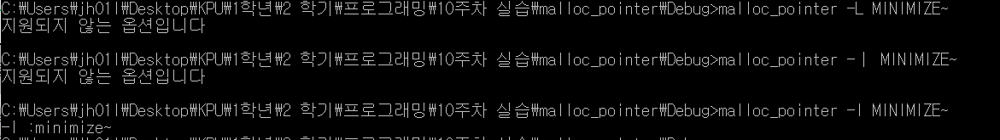 C:₩Users₩jh01l₩Desktop₩KPU₩1학년₩2 학기₩프로그래밍₩10주차 실습₩malloc_pointer₩Debug>malloc_pointer -L MINIMIZE~
지원되지 않는 옵션입니다
C:₩Users₩jh01l₩Desktop₩KPU₩1학년₩2 학기₩프로그래밍₩10주차 실습₩malloc_pointer₩Debug>malloc_pointer -| MINIMIZE~
지원되지 않는 옵션입니다
C:₩Users₩jh01l₩Desktop₩KPU₩1학년₩2 학기₩프로그래밍₩10주차 실습₩malloc_pointer₩Debug>malloc_pointer -l MINIMIZE~
-l :minimize~